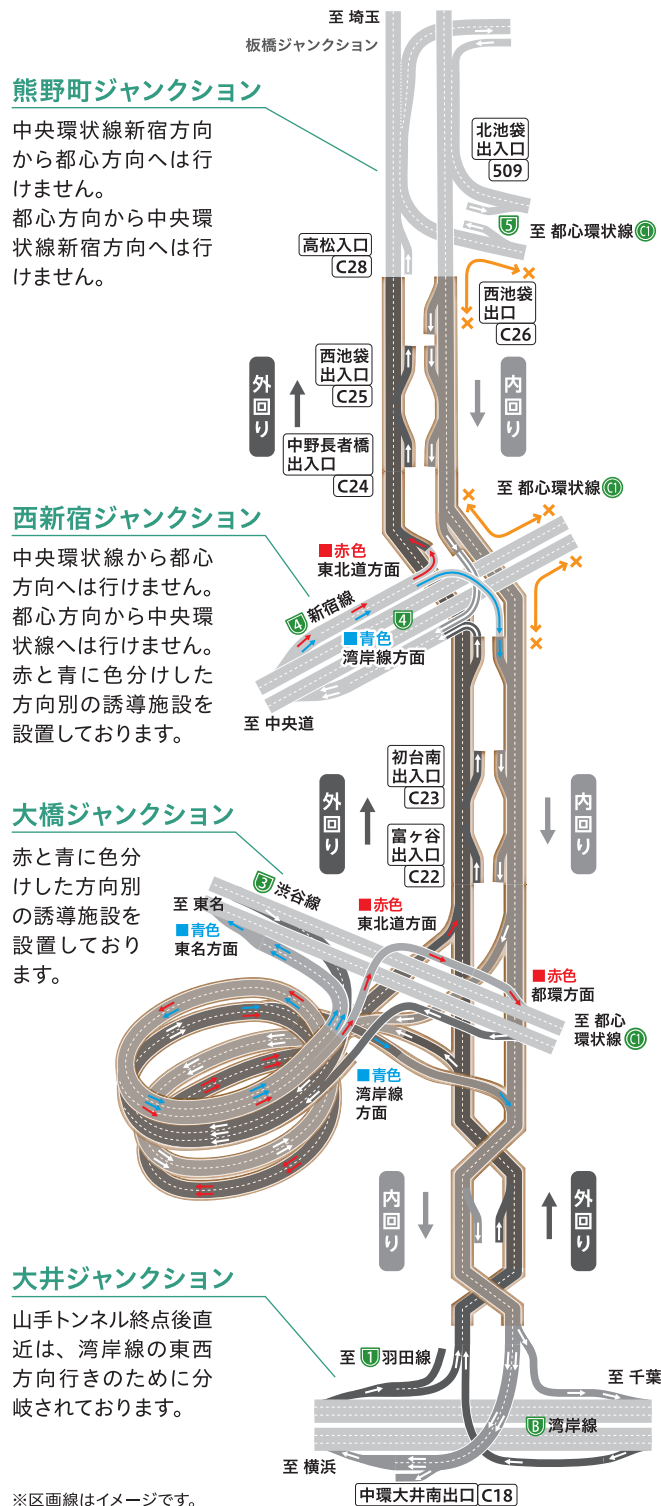 至 埼玉
板橋ジャンクション
熊野町ジャンクション
中央環状線新宿方向
から都心方向へは行
けません。
都心方向から中央環
状線新宿方向へは行
けません。
北池袋
出入口
509
5
至 都心環状線 C1
高松入口
C28
西池袋
出口
C26
西池袋
出入口
C25
外回り
内回り
中野長者橋
出入口
C24
至 都心環状線 C1
西新宿ジャンクション
中央環状線から都心
方向へは行けません。
都心方向から中央環
状線へは行けません。
赤と青に色分けした
方向別の誘導施設を
設置しております。
■赤色
東北道方面
4 新宿線
4
■青色
湾岸線方面
至 中央道
初台南
出入口
C23
外回り
内回り
富ヶ谷
出入口
C22
大橋ジャンクション
赤と青に色分
けした方向別
の誘導施設を
設置しており
ます。
3 渋谷線
至 東名
■青色
東名方面
■赤色
東北道方面
■赤色
都環方面
至 都心
環状線 C1
■青色
湾岸線
方面
内回り
外回り
大井ジャンクション
山手トンネル終点後直
近は、湾岸線の東西
方向行きのために分
岐されております。
至 1 羽田線
至 千葉
B 湾岸線
至 横浜
中環大井南出口 C18
※区画線はイメージです。